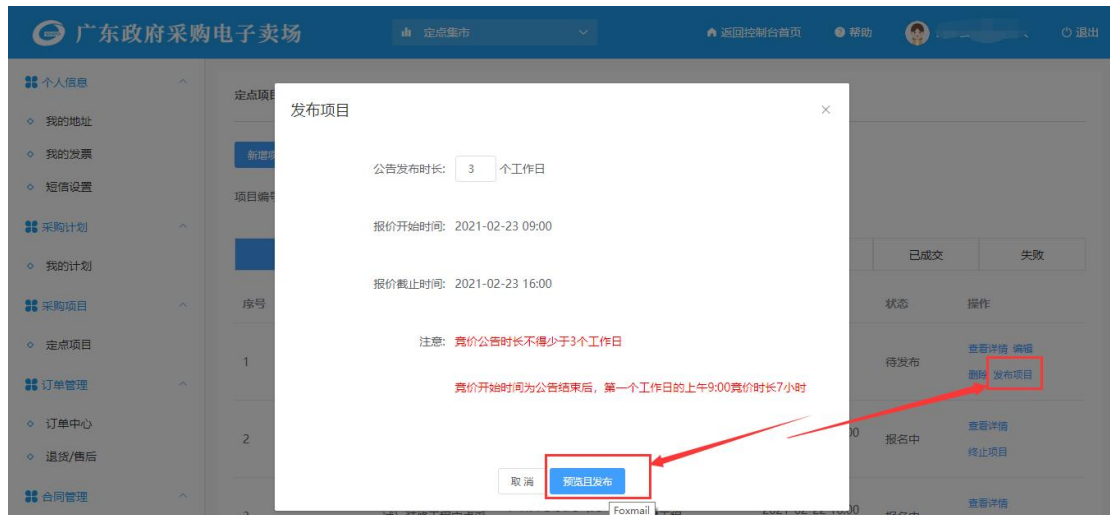 广东政府采购电子卖场
定点集市
返回控制台首页
帮助
退出
个人信息
我的地址
我的发票
短信设置
采购计划
我的计划
采购项目
定点项目
订单管理
订单中心
退货/售后
合同管理
定点项目
新增项
项目编号
已成交
失败
序号
状态
操作
发布项目
公告发布时长: 3 个工作日
报价开始时间: 2021-02-23 09:00
报价截止时间: 2021-02-23 16:00
注意: 竞价公告时长不得少于3个工作日
竞价开始时间为公告结束后，第一个工作日的上午9:00竞价时长7小时
取消
预览且发布
Foxmail
1
待发布
查看详情 编辑
删除 发布项目
2
00
报名中
查看详情
终止项目
查看详情